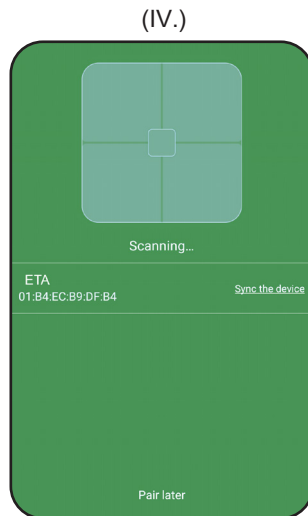 (IV.)
Scanning...
ETA
01:B4:EC:B9:DF:B4
Sync the device
Pair later